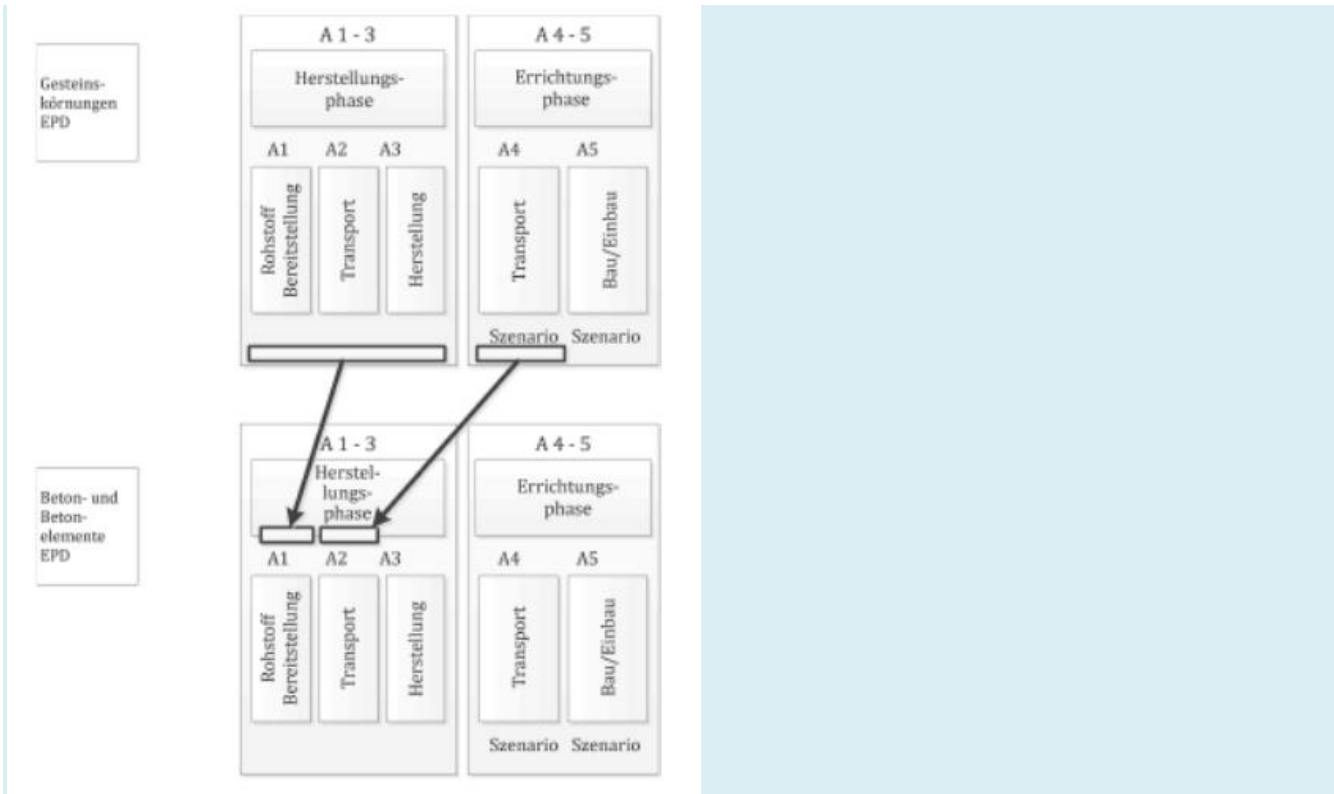 Gesteins-
körnungen
EPD
A 1 - 3
Herstellungs-
phase
A1 A2 A3
Rohstoff
Bereitstellung
Transport
Herstellung
A 4 - 5
Errichtungs-
phase
A4 A5
Transport
Bau/Einbau
Szenario Szenario
Beton- und
Beton-
elemente
EPD
A 1 - 3
Herstel-
lungs-
phase
A1 A2 A3
Rohstoff
Bereitstellung
Transport
Herstellung
A 4 - 5
Errichtungs-
phase
A4 A5
Transport
Bau/Einbau
Szenario Szenario